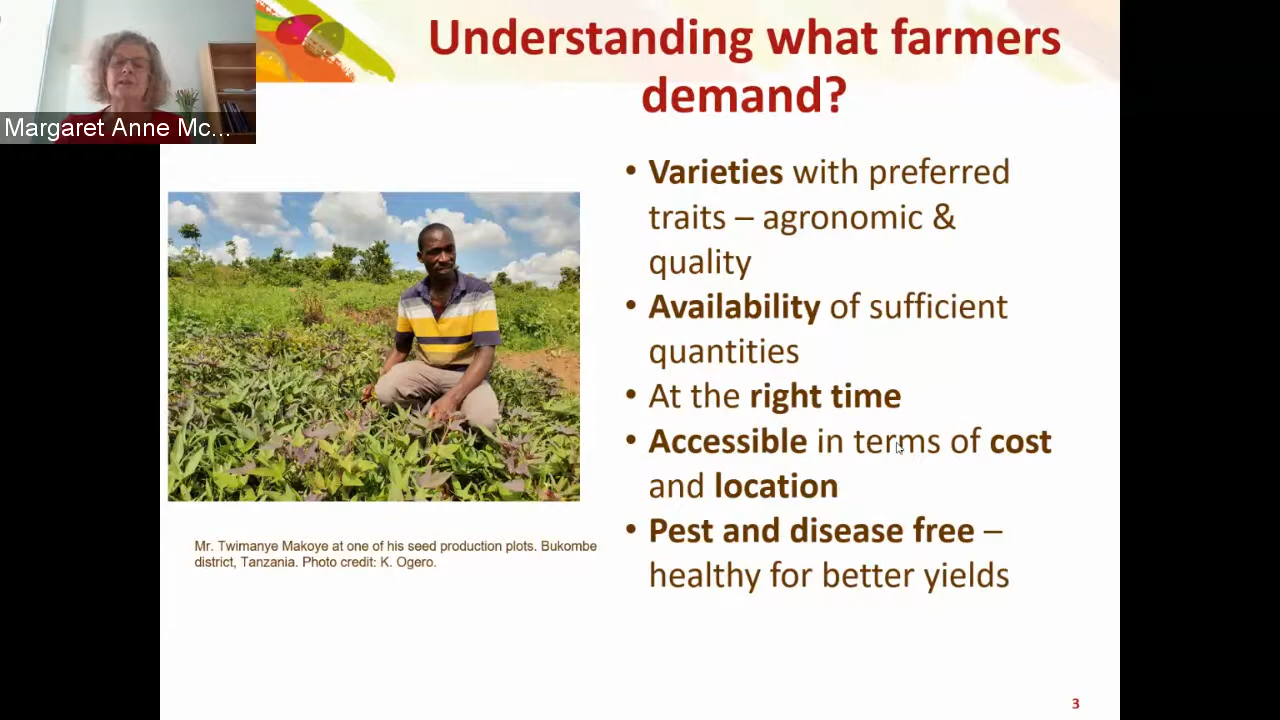 Understanding what farmers
demand?
Margaret Anne Mc...
• Varieties with preferred
traits – agronomic &
quality
• Availability of sufficient
quantities
• At the right time
• Accessible in terms of cost
and location
• Pest and disease free –
healthy for better yields
Mr. Twimanye Makoye at one of his seed production plots. Bukombe
district, Tanzania. Photo credit: K. Ogero.
3